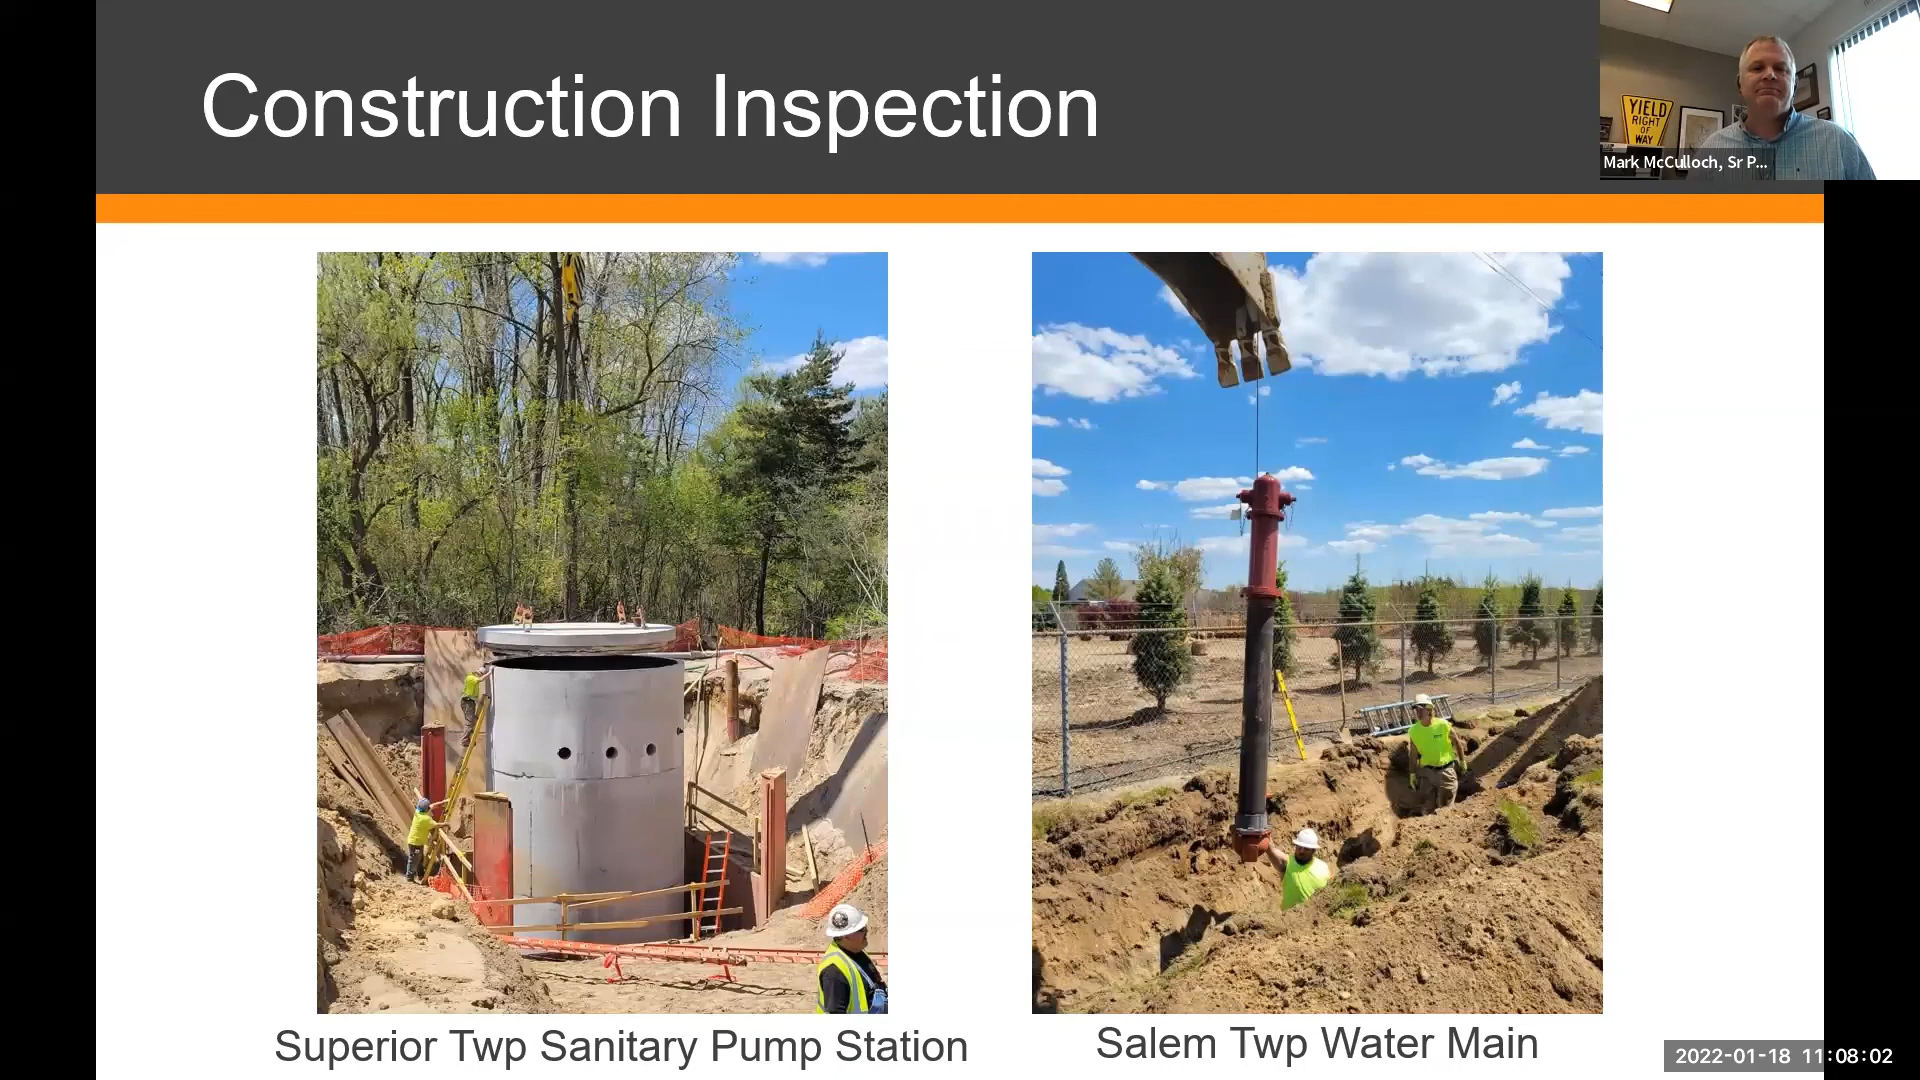 Construction Inspection
YIELD
RIGHT
OF
WAY
Mark McCulloch, Sr P...
Superior Twp Sanitary Pump Station
Salem Twp Water Main
2022-01-18 11:08:02